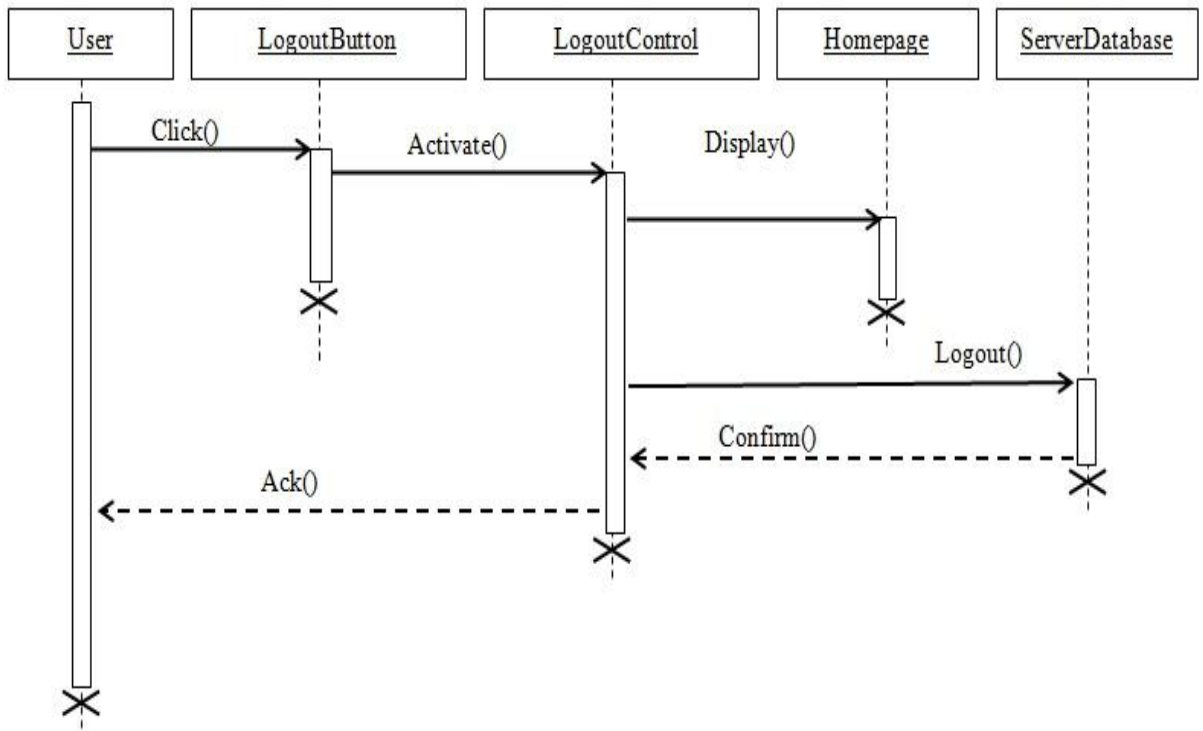 User
LogoutButton
LogoutControl
Homepage
ServerDatabase
Click()
Activate()
Display()
Logout()
Confirm()
Ack()